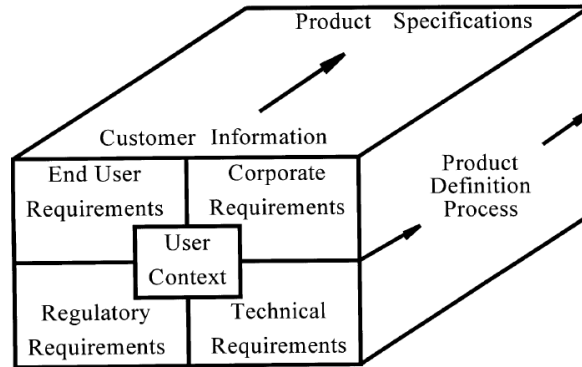 Product Specifications
Customer Information
End User
Requirements
Corporate
Requirements
User
Context
Regulatory
Requirements
Technical
Requirements
Product
Definition
Process